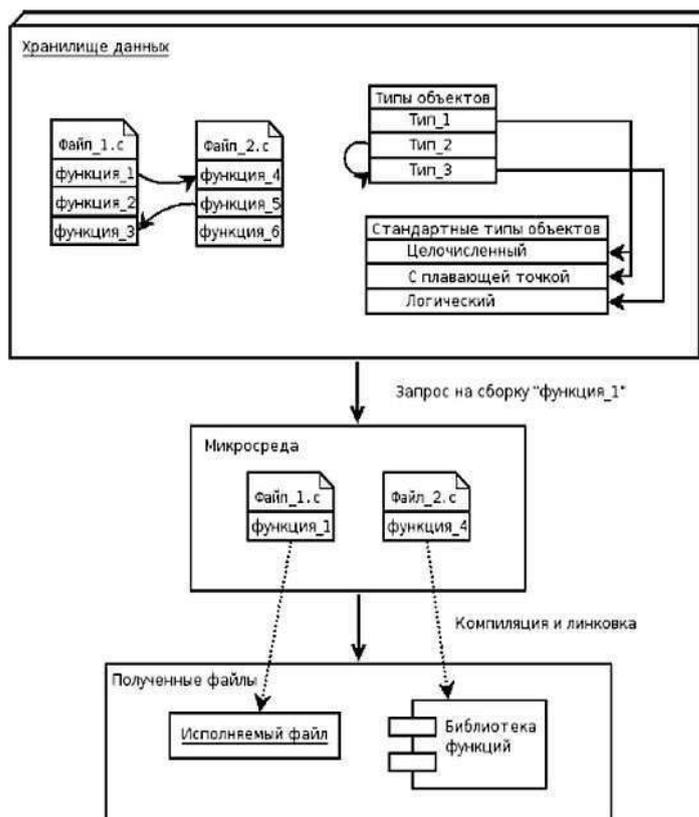 Хранилище данных
Файл_1.c
функция_1
функция_2
функция_3
Файл_2.c
функция_4
функция_5
функция_6
Типы объектов
Тип_1
Тип_2
Тип_3
Стандартные типы объектов
Целочисленный
С плавающей точкой
Логический
Запрос на сборку "функция_1"
Микросреда
Файл_1.c
функция_1
Файл_2.c
функция_4
Компиляция и линковка
Полученные файлы
Исполняемый файл
Библиотека
функций